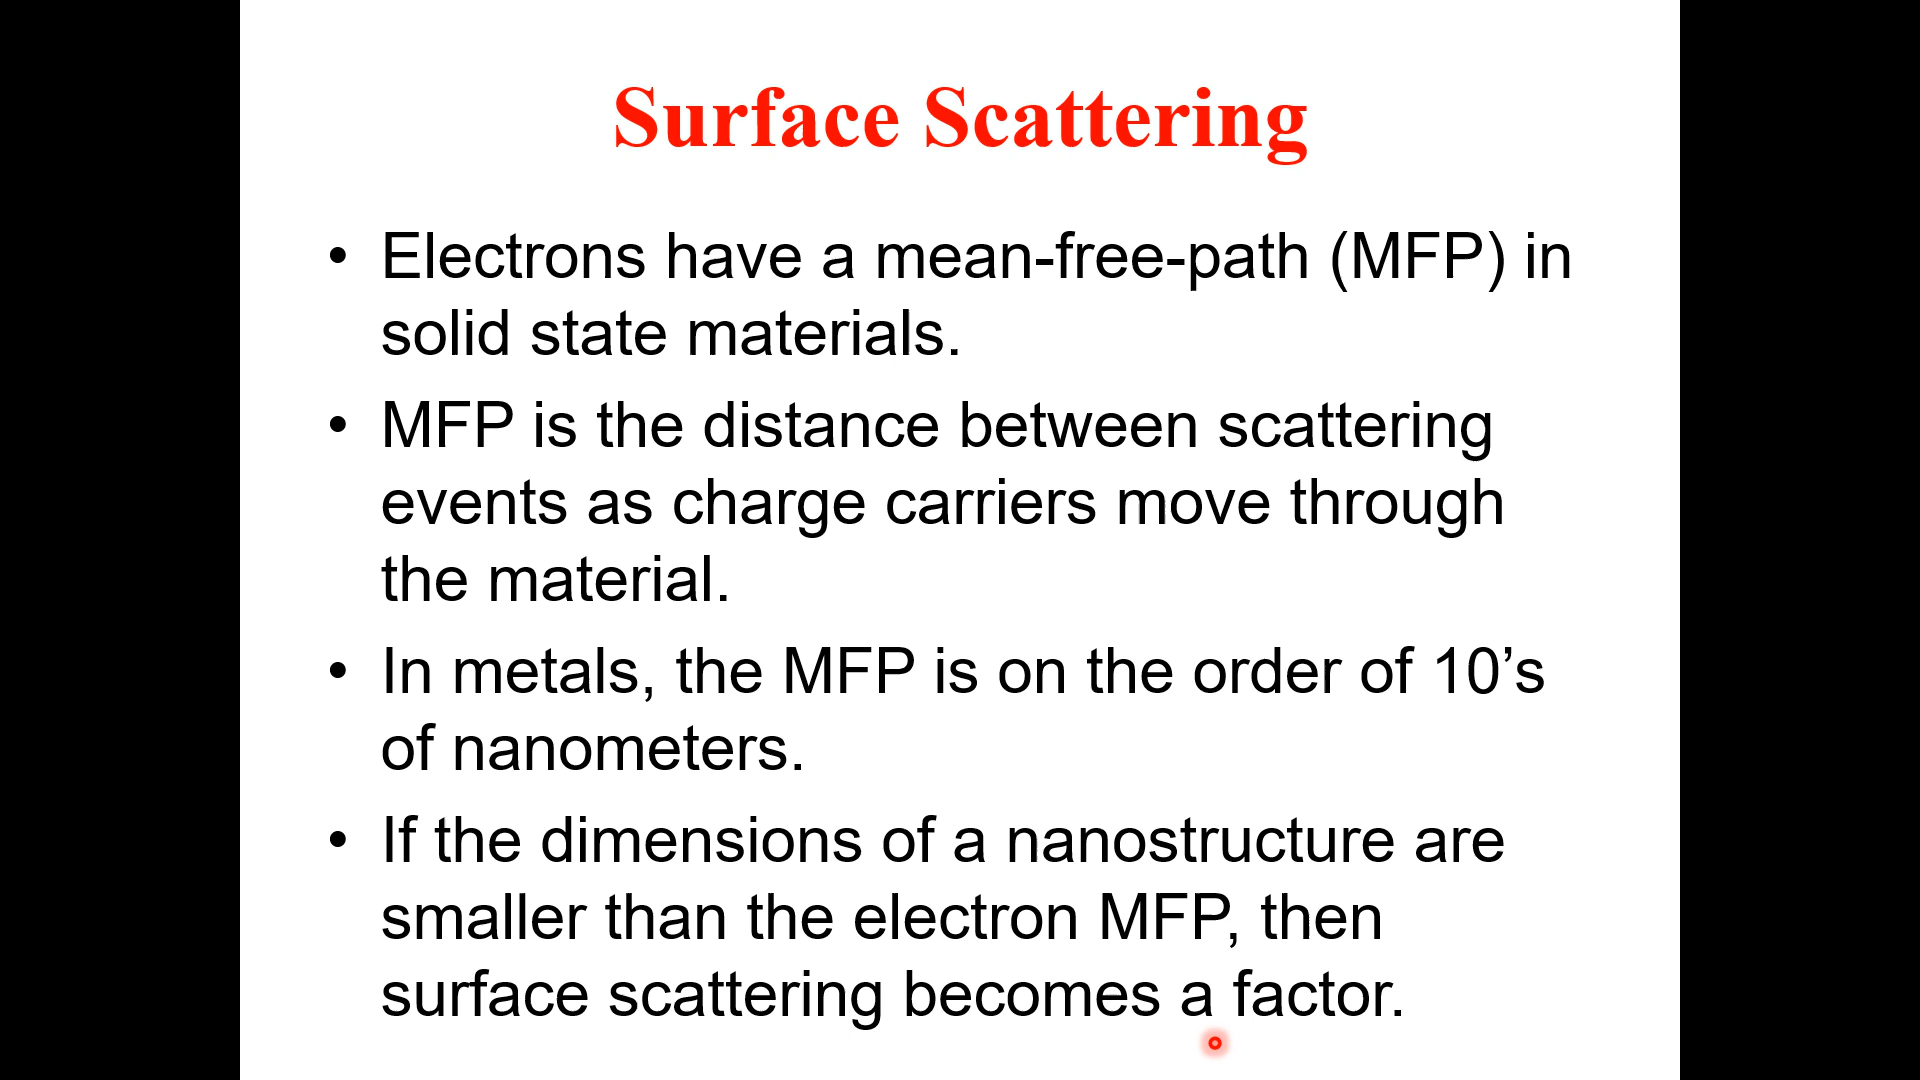 Surface Scattering
• Electrons have a mean-free-path (MFP) in
solid state materials.
• MFP is the distance between scattering
events as charge carriers move through
the material.
• In metals, the MFP is on the order of 10’s
of nanometers.
• If the dimensions of a nanostructure are
smaller than the electron MFP, then
surface scattering becomes a factor.